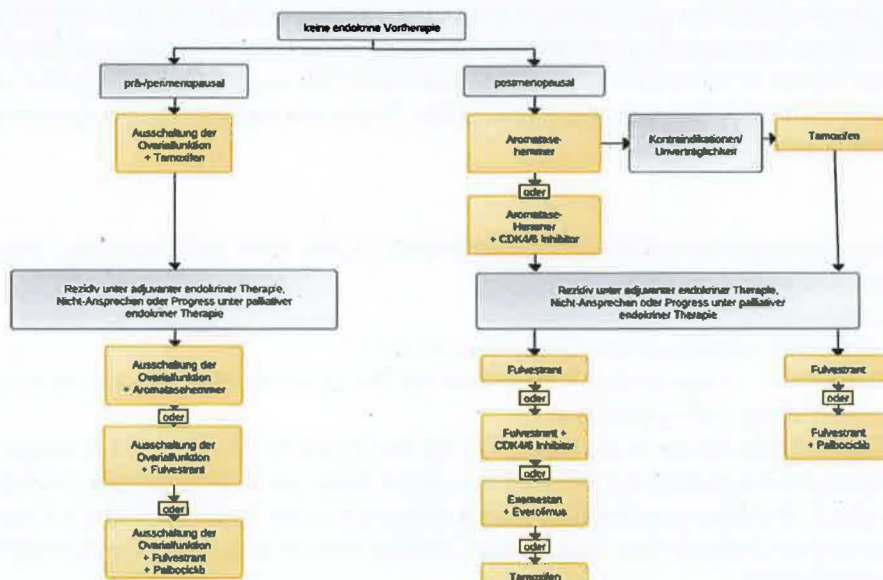 keine endokrine Vortherapie
prä-/perimenopausal
postmenopausal
Ausschaltung der
Ovarialfunktion
+ Tamoxifen
Aromatase-
hemmer
Kontraindikationen/
Unverträglichkeit
Tamoxifen
oder
Aromatase-
Hemmer
+ CDK4/6 Inhibitor
Rezidiv unter adjuvanter endokriner Therapie,
Nicht-Ansprechen oder Progress unter palliativer
endokriner Therapie
Rezidiv unter adjuvanter endokriner Therapie,
Nicht-Ansprechen oder Progress unter palliativer
endokriner Therapie
Ausschaltung der
Ovarialfunktion
+ Aromatasehemmer
oder
Ausschaltung der
Ovarialfunktion
+ Fulvestrant
oder
Ausschaltung der
Ovarialfunktion
+ Fulvestrant
+ Palbociclib
Fulvestrant
oder
Fulvestrant +
CDK4/6 Inhibitor
oder
Exemestan
+ Everolimus
oder
Tamoxifen
Fulvestrant
oder
Fulvestrant
+ Palbociclib